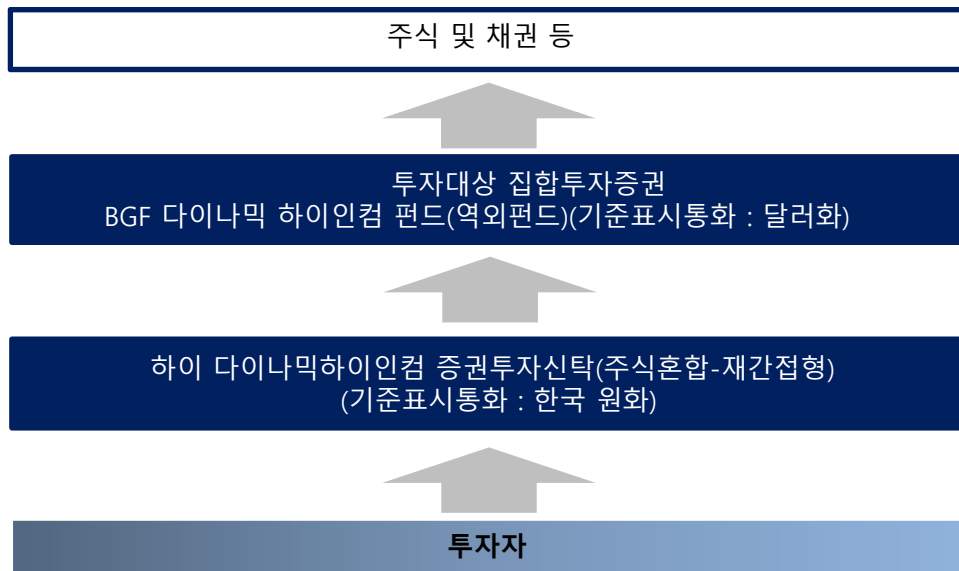 주식 및 채권 등
투자대상 집합투자증권
BGF 다이나믹 하이인컴 펀드(역외펀드)(기준표시통화 : 달러화)
하이 다이나믹하이인컴 증권투자신탁(주식혼합-재간접형)
(기준표시통화 : 한국 원화)
투자자